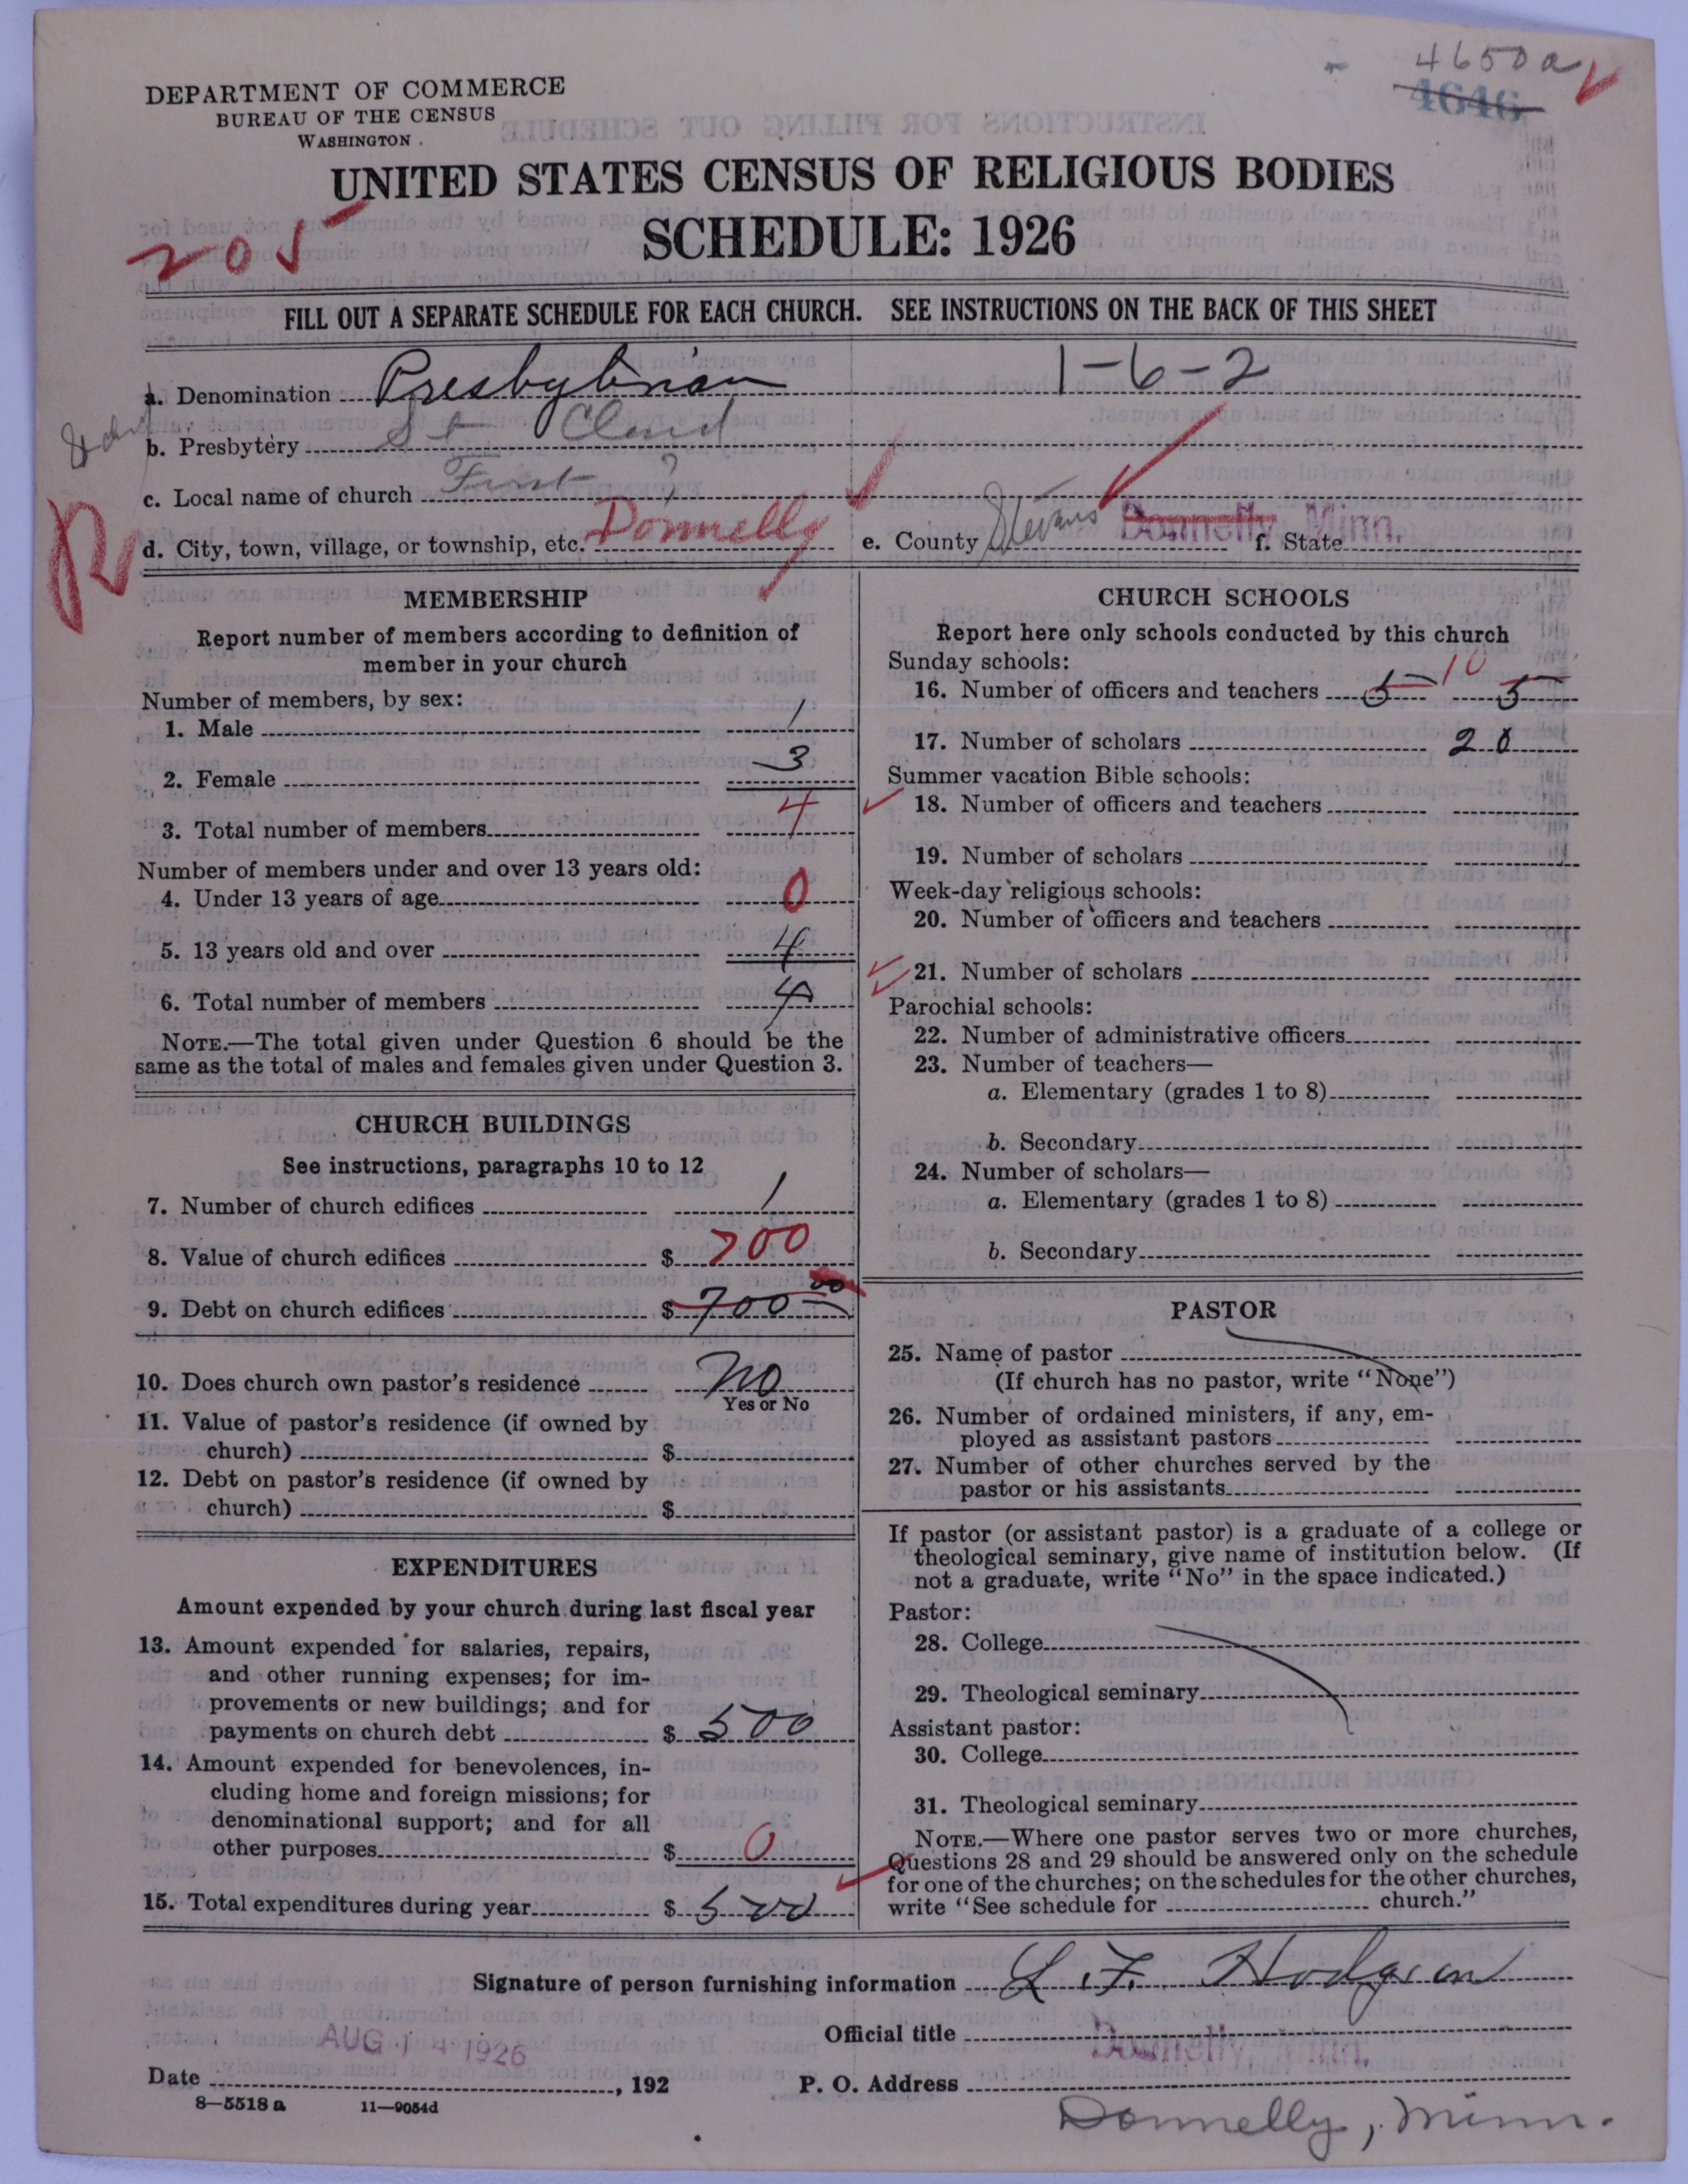 4650a
4646
DEPARTMENT OF COMMERCE
BUREAU OF THE CENSUS
WASHINGTON
UNITED STATES CENSUS OF RELIGIOUS BODIES
SCHEDULE: 1926
205
FILL OUT A SEPARATE SCHEDULE FOR EACH CHURCH. SEE INSTRUCTIONS ON THE BACK OF THIS SHEET
a. Denomination Presbyterian 1-6-2
b. Presbytery St Cloud
c. Local name of church First ?
d. City, town, village, or township, etc. Donnelly e. County Stevens Donnelly, Minn. f. State
MEMBERSHIP
Report number of members according to definition of
member in your church
Number of members, by sex:
1. Male 1
2. Female 3
3. Total number of members 4
Number of members under and over 13 years old:
4. Under 13 years of age 0
5. 13 years old and over 4
6. Total number of members 4
NOTE.—The total given under Question 6 should be the
same as the total of males and females given under Question 3.
CHURCH BUILDINGS
See instructions, paragraphs 10 to 12
7. Number of church edifices 1
8. Value of church edifices $ 700
9. Debt on church edifices $ 700 00
10. Does church own pastor's residence No
Yes or No
11. Value of pastor's residence (if owned by
church) $
12. Debt on pastor's residence (if owned by
church) $
EXPENDITURES
Amount expended by your church during last fiscal year
13. Amount expended for salaries, repairs,
and other running expenses; for im-
provements or new buildings; and for
payments on church debt $ 500
14. Amount expended for benevolences, in-
cluding home and foreign missions; for
denominational support; and for all
other purposes $ 0
15. Total expenditures during year $ 500
CHURCH SCHOOLS
Report here only schools conducted by this church
Sunday schools:
16. Number of officers and teachers 5 10 5
17. Number of scholars 20
Summer vacation Bible schools:
18. Number of officers and teachers
19. Number of scholars
Week-day religious schools:
20. Number of officers and teachers
21. Number of scholars
Parochial schools:
22. Number of administrative officers
23. Number of teachers—
a. Elementary (grades 1 to 8)
b. Secondary
24. Number of scholars—
a. Elementary (grades 1 to 8)
b. Secondary
PASTOR
25. Name of pastor
(If church has no pastor, write "None")
26. Number of ordained ministers, if any, em-
ployed as assistant pastors
27. Number of other churches served by the
pastor or his assistants
If pastor (or assistant pastor) is a graduate of a college or
theological seminary, give name of institution below. (If
not a graduate, write "No" in the space indicated.)
Pastor:
28. College
29. Theological seminary
Assistant pastor:
30. College
31. Theological seminary
NOTE.—Where one pastor serves two or more churches,
Questions 28 and 29 should be answered only on the schedule
for one of the churches; on the schedules for the other churches,
write "See schedule for church."
Signature of person furnishing information L. F. Hodgson
Official title
AUG 14 1926
Donnelly, Minn.
Date , 192 P. O. Address
8—5518 a 11—9054d
Donnelly, Minn.